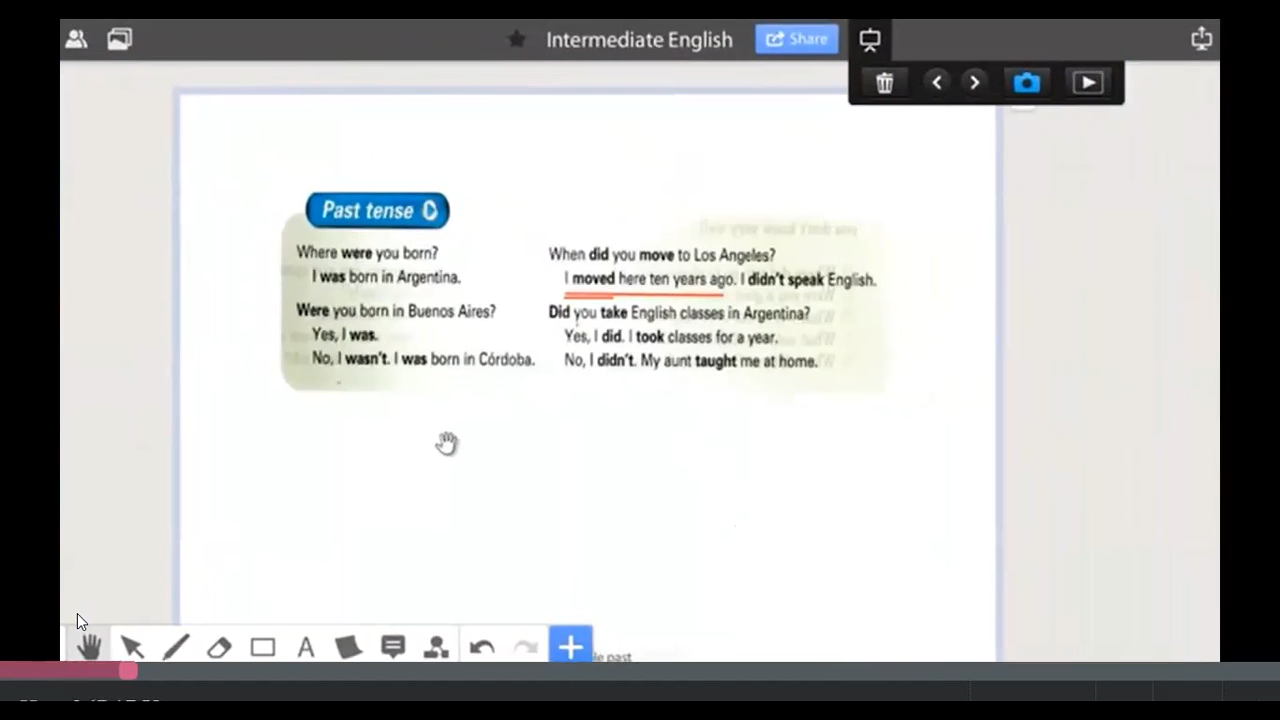 Intermediate English
Share
Past tense
Where were you born?
I was born in Argentina.
Were you born in Buenos Aires?
Yes, I was.
No, I wasn't. I was born in Córdoba.
When did you move to Los Angeles?
I moved here ten years ago. I didn't speak English.
Did you take English classes in Argentina?
Yes, I did. I took classes for a year.
No, I didn't. My aunt taught me at home.
A
past